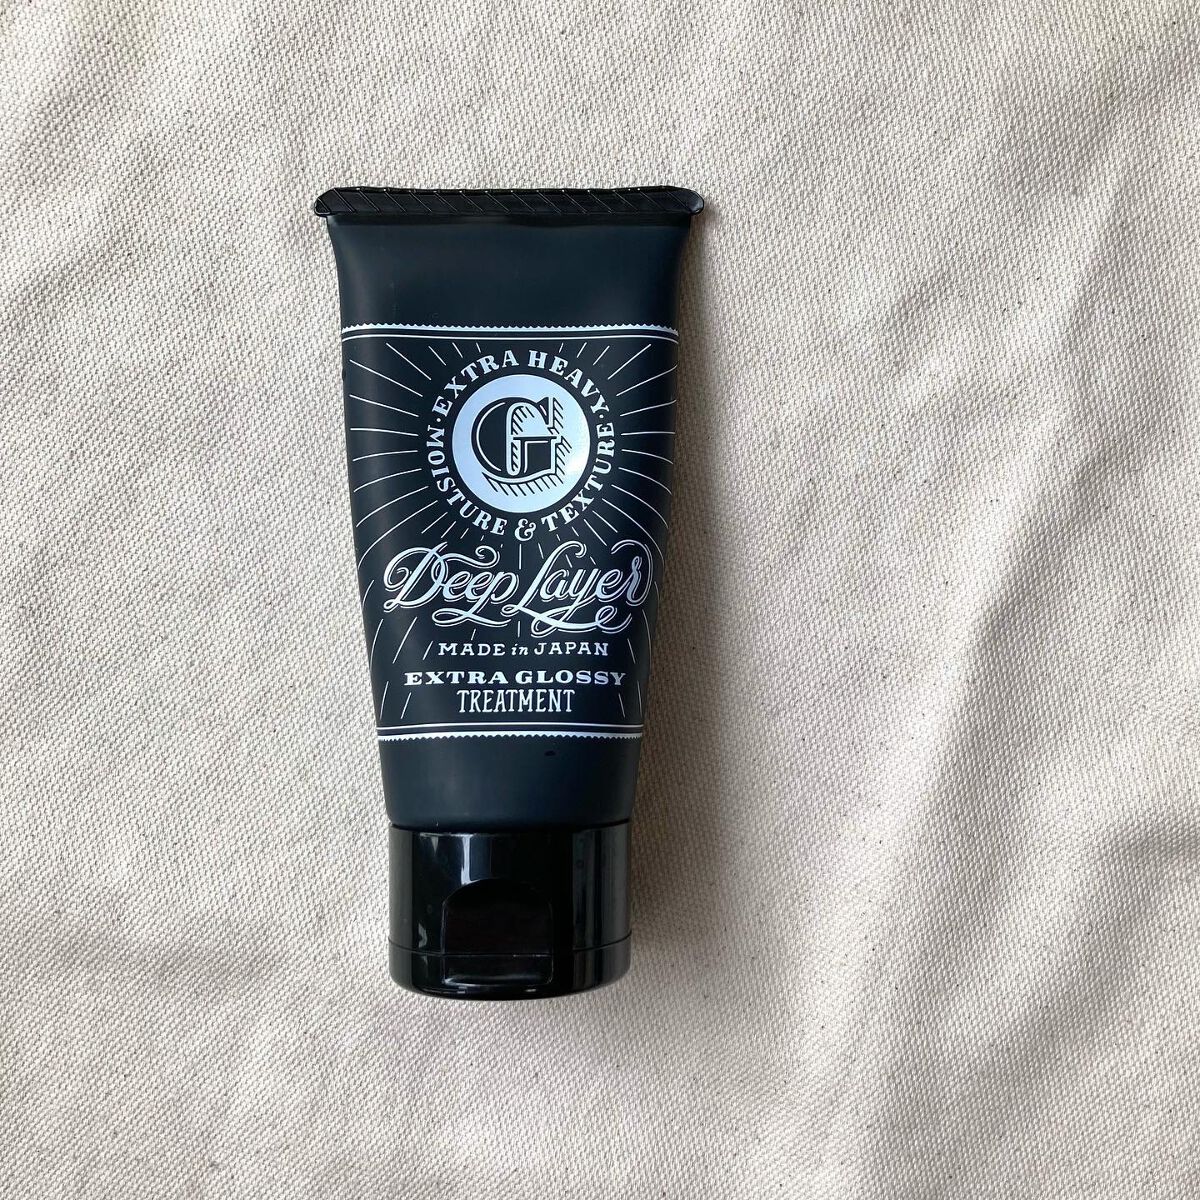 ·EXTRA HEAVY·
MOISTURE & TEXTURE
G
Deep Layer
MADE in JAPAN
EXTRA GLOSSY
TREATMENT